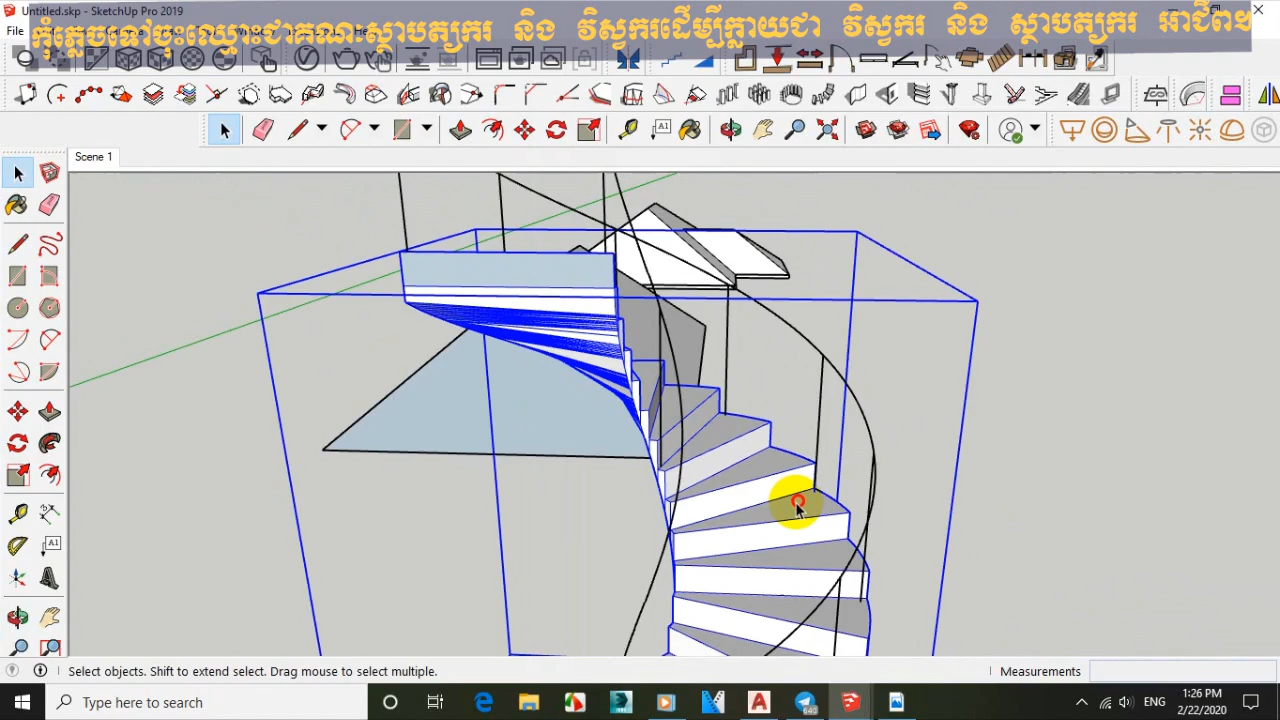 Untitled.skp - SketchUp Pro 2019
កុំភ្លេចចុះឈ្មោះជាគណស្ថាបត្យករ និង វិស្វករដើម្បីក្លាយជា វិស្វករ និង ស្ថាបត្យករ អាជីព
File
Scene 1
A1
A1
Select objects. Shift to extend select. Drag mouse to select multiple.
Measurements
Type here to search
640
ENG
1:26 PM
2/22/2020